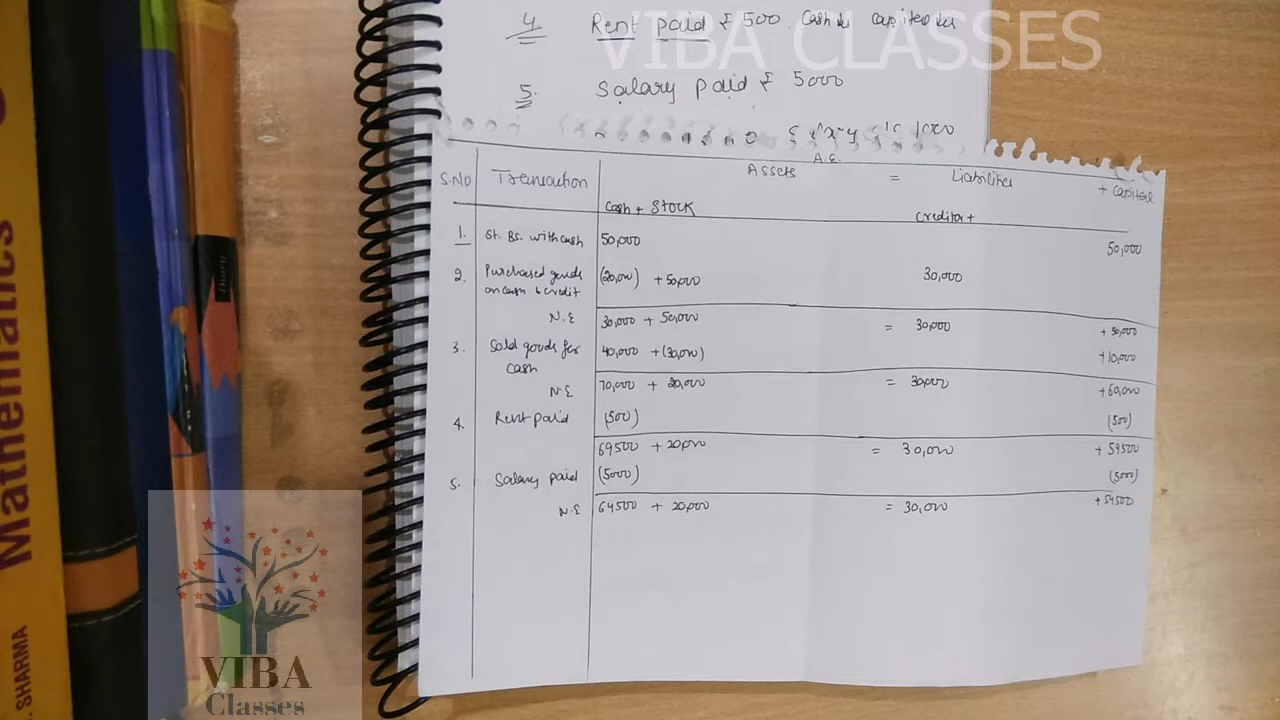 VIBA CLASSES
4. Rent paid ₹ 500 Cash ↓
5. Salary paid ₹ 5000
A.E.
S.No Transaction Assets = Liabilities + Capital
Cash + Stock Creditor +
1. St. Bs. with cash 50,000 50,000
2. Purchased goods (20,000) + 50,000 30,000
on cash & credit
N.E 30,000 + 50,000 = 30,000 + 50,000
3. Sold goods for 40,000 + (30,000) +10,000
cash
N.E 70,000 + 20,000 = 30,000 + 60,000
4. Rent paid (500) (500)
69500 + 20,000 = 30,000 + 59500
5. Salary paid (5000) (5000)
N.E 64500 + 20,000 = 30,000 + 54500
Mathematics
SHARMA
Diary
VIBA
Classes